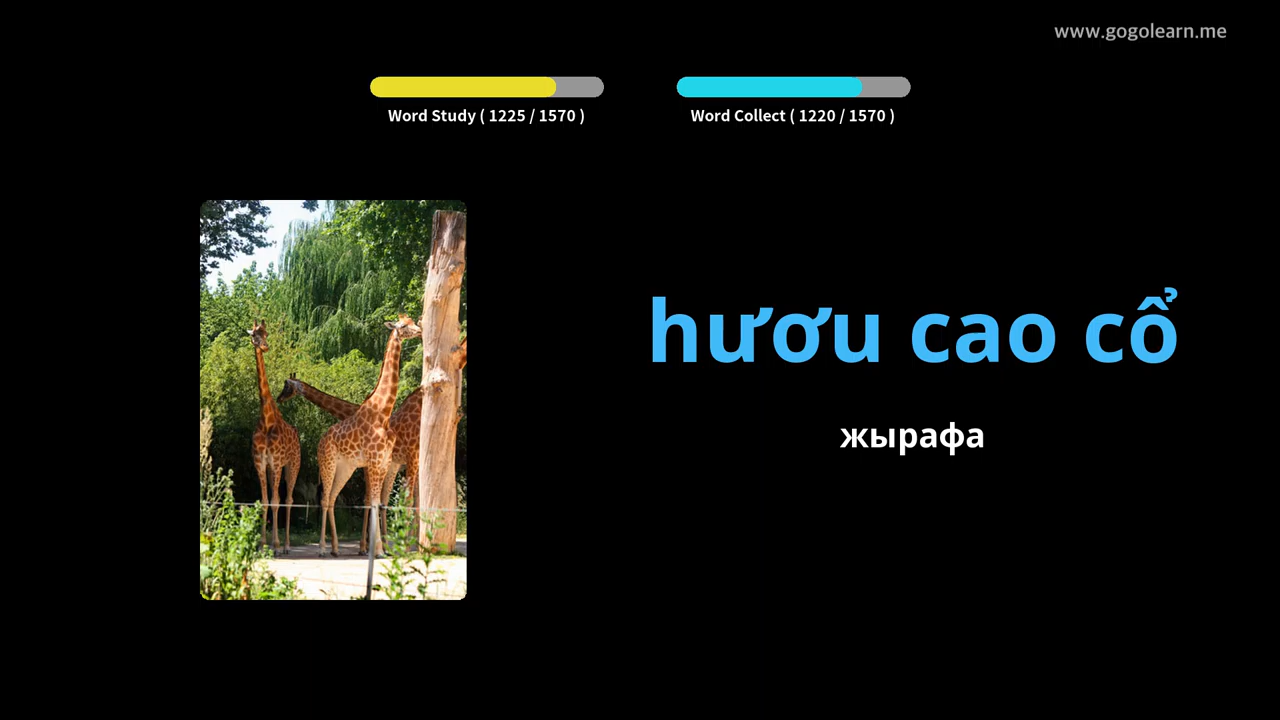 www.gogolearn.me
Word Study ( 1225 / 1570 )
Word Collect ( 1220 / 1570 )
hươu cao cổ
жырафа